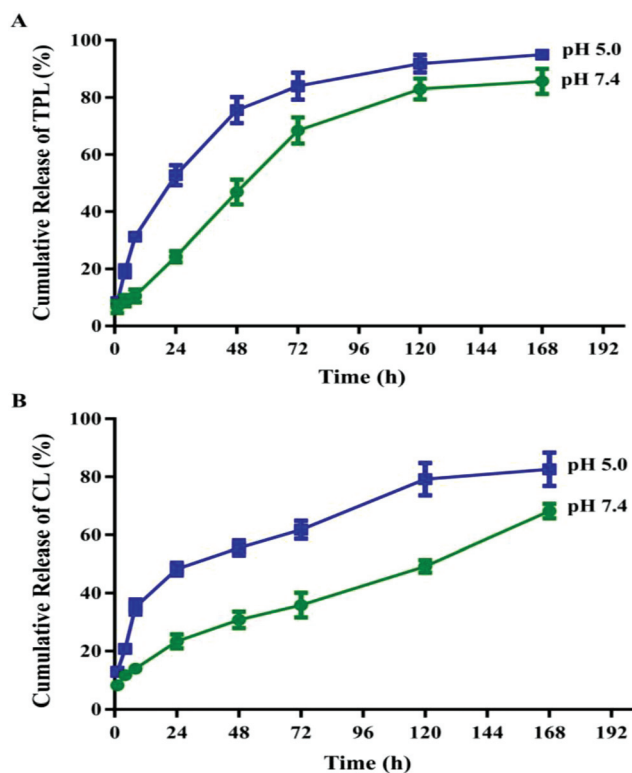 A
Cumulative Release of TPL (%)
100
80
60
40
20
0
pH 5.0
pH 7.4
0 24 48 72 96 120 144 168 192
Time (h)
B
Cumulative Release of CL (%)
100
80
60
40
20
0
pH 5.0
pH 7.4
0 24 48 72 96 120 144 168 192
Time (h)